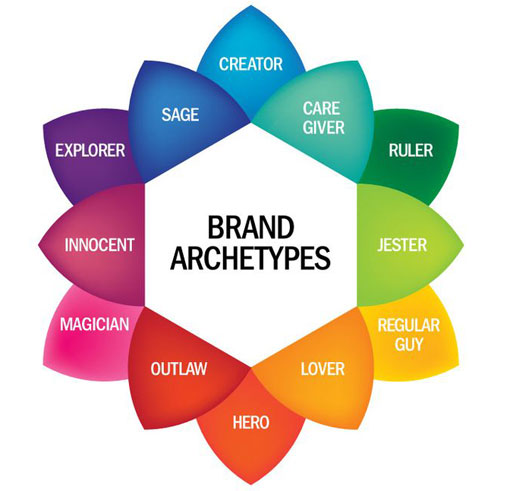 CREATOR
SAGE
CARE
GIVER
EXPLORER
RULER
BRAND
ARCHETYPES
INNOCENT
JESTER
MAGICIAN
REGULAR
GUY
OUTLAW
LOVER
HERO